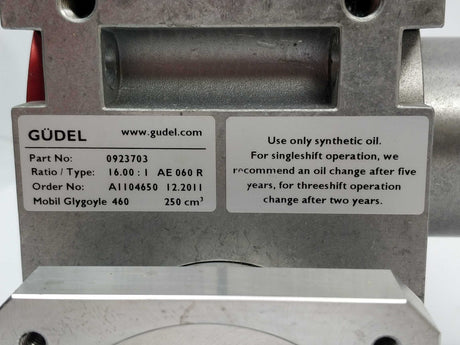 GÜDEL www.gudel.com
Part No: 0923703
Ratio / Type: 16.00 : 1 AE 060 R
Order No: A1104650 12.2011
Mobil Glygoyle 460 250 cm³
Use only synthetic oil.
For singleshift operation, we
recommend an oil change after five
years, for threeshift operation
change after two years.